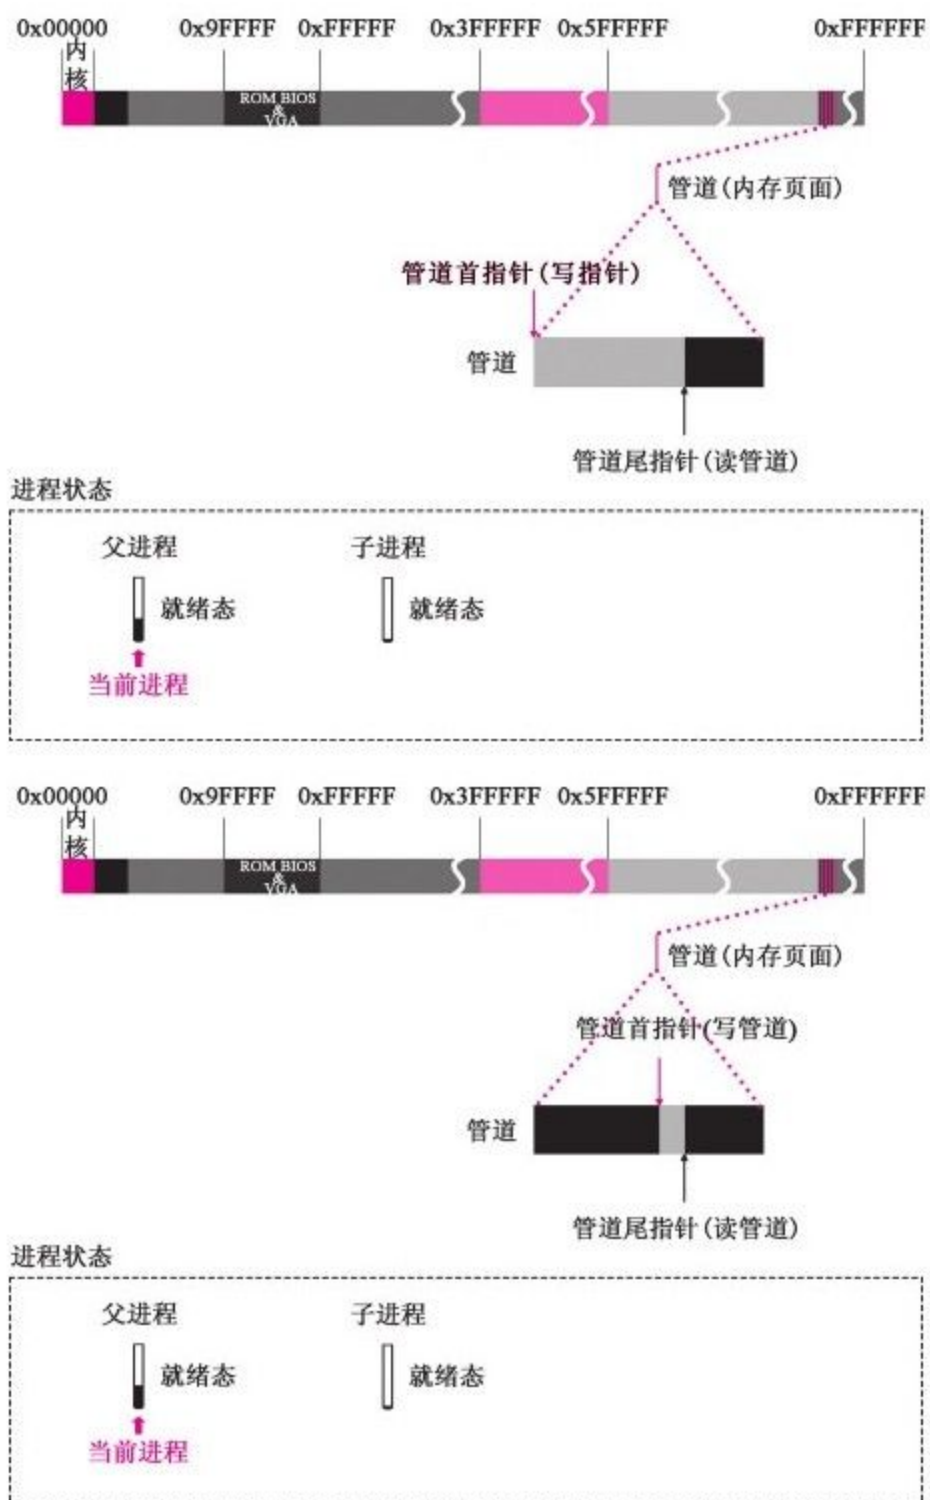 0x00000 0x9FFFF 0xFFFFF 0x3FFFFF 0x5FFFFF 0xFFFFFF
内
核
ROM BIOS
&
VGA
管道(内存页面)
管道首指针(写指针)
管道
管道尾指针(读管道)
进程状态
父进程 子进程
就绪态 就绪态
当前进程
0x00000 0x9FFFF 0xFFFFF 0x3FFFFF 0x5FFFFF 0xFFFFFF
内
核
ROM BIOS
&
VGA
管道(内存页面)
管道首指针(写管道)
管道
管道尾指针(读管道)
进程状态
父进程 子进程
就绪态 就绪态
当前进程